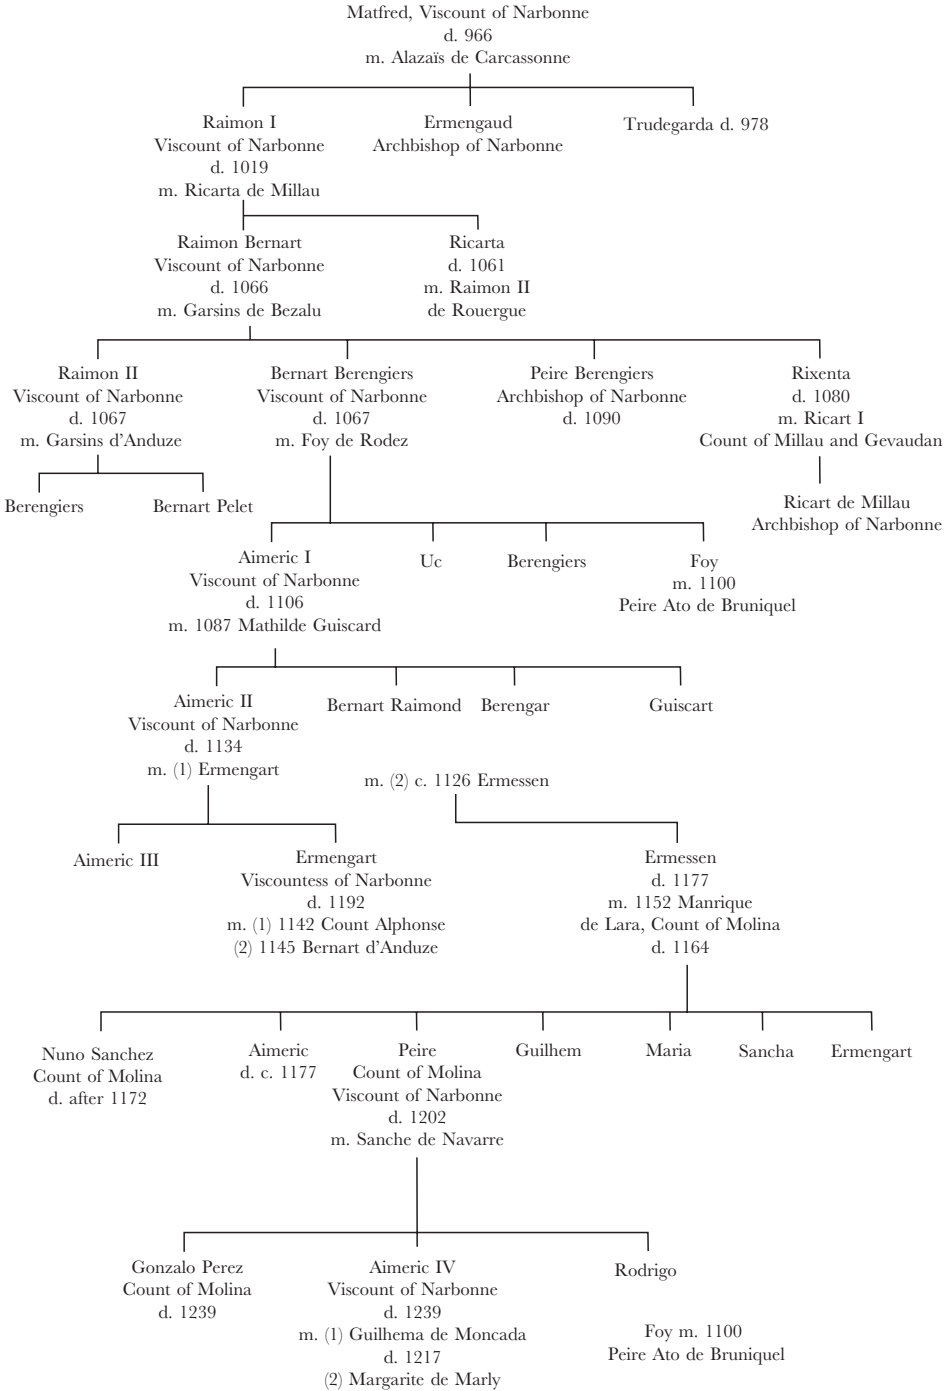 Matfred, Viscount of Narbonne
d. 966
m. Alazaïs de Carcassonne
Raimon I
Viscount of Narbonne
d. 1019
m. Ricarta de Millau
Ermengaud
Archbishop of Narbonne
Trudegarda d. 978
Raimon Bernart
Viscount of Narbonne
d. 1066
m. Garsins de Bezalu
Ricarta
d. 1061
m. Raimon II
de Rouergue
Raimon II
Viscount of Narbonne
d. 1067
m. Garsins d'Anduze
Bernart Berengiers
Viscount of Narbonne
d. 1067
m. Foy de Rodez
Peire Berengiers
Archbishop of Narbonne
d. 1090
Rixenta
d. 1080
m. Ricart I
Count of Millau and Gevaudan
Berengiers
Bernart Pelet
Ricart de Millau
Archbishop of Narbonne
Aimeric I
Viscount of Narbonne
d. 1106
m. 1087 Mathilde Guiscard
Uc
Berengiers
Foy
m. 1100
Peire Ato de Bruniquel
Aimeric II
Viscount of Narbonne
d. 1134
m. (1) Ermengart
Bernart Raimond
Berengar
Guiscart
m. (2) c. 1126 Ermessen
Aimeric III
Ermengart
Viscountess of Narbonne
d. 1192
m. (1) 1142 Count Alphonse
(2) 1145 Bernart d'Anduze
Ermessen
d. 1177
m. 1152 Manrique
de Lara, Count of Molina
d. 1164
Nuno Sanchez
Count of Molina
d. after 1172
Aimeric
d. c. 1177
Peire
Count of Molina
Viscount of Narbonne
d. 1202
m. Sanche de Navarre
Guilhem
Maria
Sancha
Ermengart
Gonzalo Perez
Count of Molina
d. 1239
Aimeric IV
Viscount of Narbonne
d. 1239
m. (1) Guilhema de Moncada
d. 1217
(2) Margarite de Marly
Rodrigo
Foy m. 1100
Peire Ato de Bruniquel